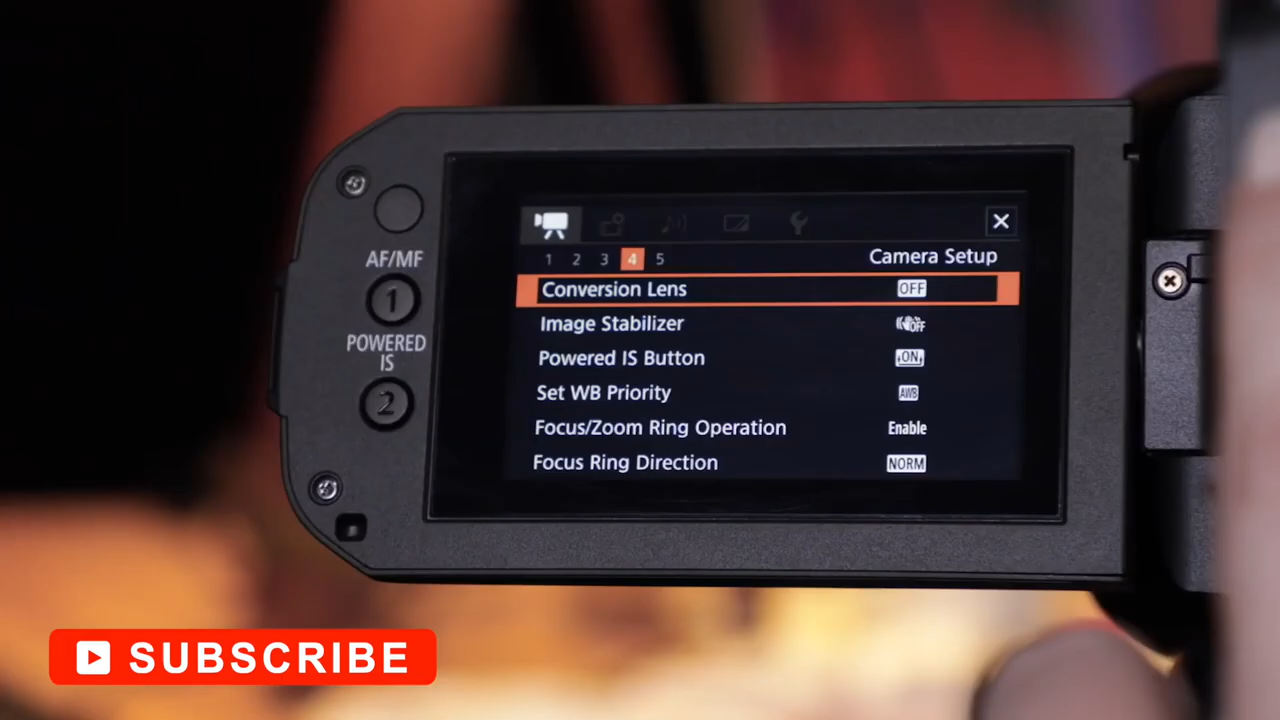 AF/MF
1
POWERED
IS
2
1 2 3 4 5 Camera Setup
Conversion Lens OFF
Image Stabilizer OFF
Powered IS Button ON
Set WB Priority AWB
Focus/Zoom Ring Operation Enable
Focus Ring Direction NORM
SUBSCRIBE